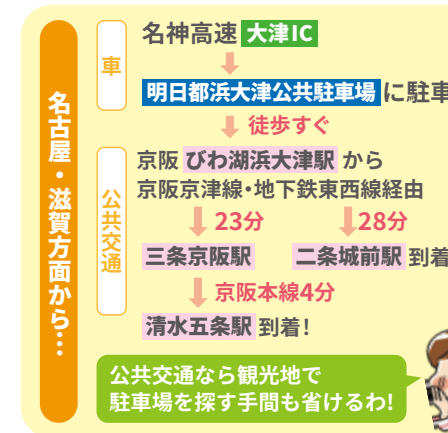 名古屋・滋賀方面から…
車
名神高速 大津IC
明日都浜大津公共駐車場 に駐車
徒歩すぐ
公共交通
京阪 びわ湖浜大津駅 から
京阪京津線・地下鉄東西線経由
23分 28分
三条京阪駅 二条城前駅 到着
京阪本線4分
清水五条駅 到着!
公共交通なら観光地で
駐車場を探す手間も省けるわ!